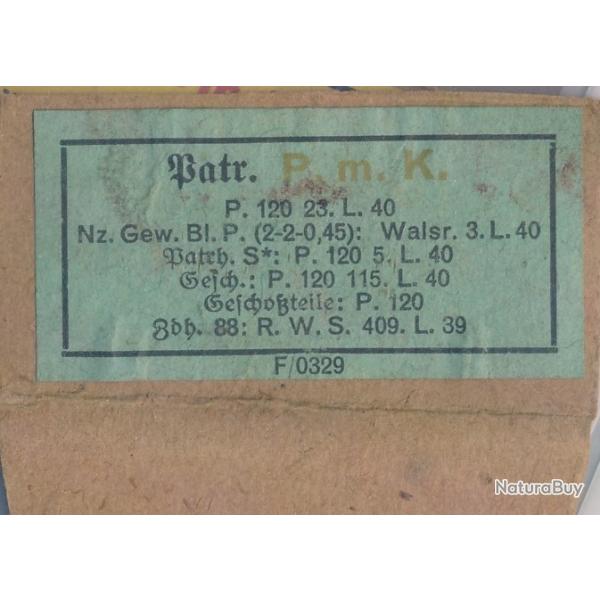 Patr. P. m. K.
P. 120 23. L. 40
Nz. Gew. Bl. P. (2-2-0,45): Walsr. 3. L. 40
Patrh. S*: P. 120 5. L. 40
Gesch.: P. 120 115. L. 40
Geschoßteile: P. 120
Zdh. 88: R. W. S. 409. L. 39
F/0329
NaturaBuy